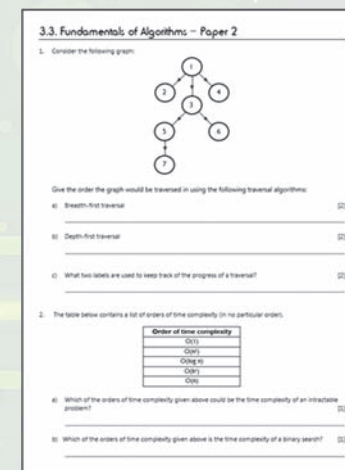 3.3. Fundamentals of Algorithms - Paper 2
1. Consider the following graph:
1
2
4
3
5
6
7
Give the order the graph would be traversed in using the following traversal algorithms:
a) Breadth-first traversal [2]
b) Depth-first traversal [2]
c) What two labels are used to keep track of the progress of a traversal? [2]
2. The table below contains a list of orders of time complexity (in no particular order).
Order of time complexity
O(1)
O(log n)
O(n)
a) Which of the orders of time complexity given above could be the time complexity of an intractable
problem? [1]
b) Which of the orders of time complexity given above is the time complexity of a binary search? [1]